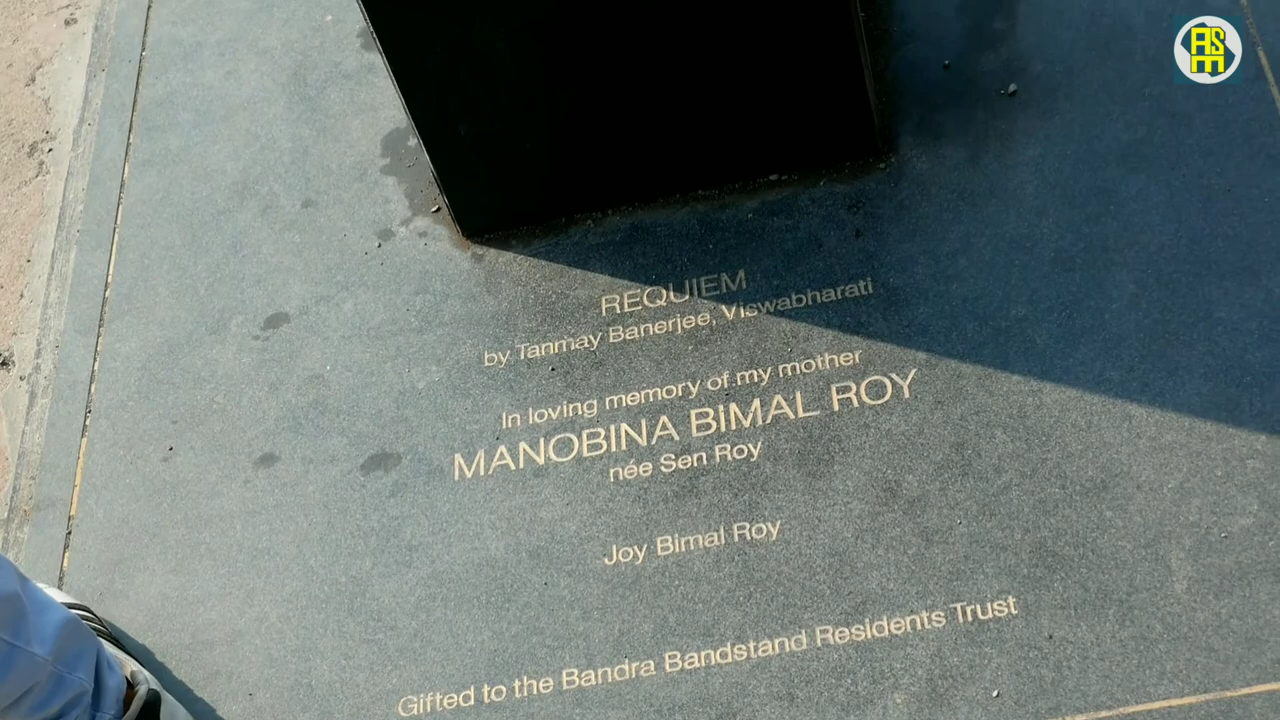 ASM
REQUIEM
by Tanmay Banerjee, Viswabharati
In loving memory of my mother
MANOBINA BIMAL ROY
née Sen Roy
Joy Bimal Roy
Gifted to the Bandra Bandstand Residents Trust